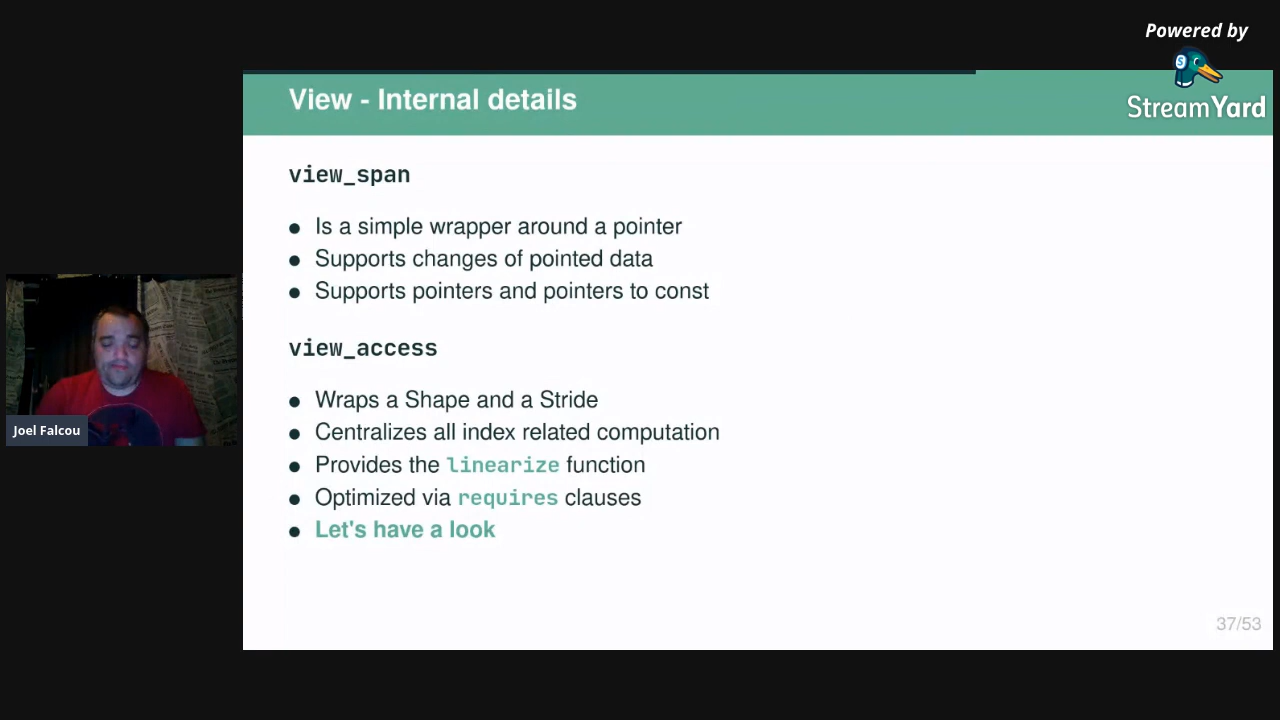 Powered by
StreamYard
View - Internal details
view_span
Is a simple wrapper around a pointer
Supports changes of pointed data
Supports pointers and pointers to const
view_access
Wraps a Shape and a Stride
Centralizes all index related computation
Provides the linearize function
Optimized via requires clauses
Let's have a look
Joel Falcou
37/53